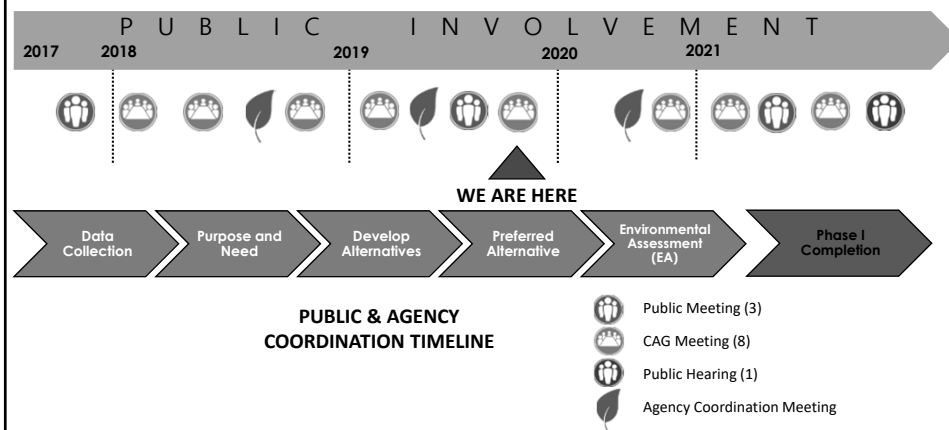 PUBLIC INVOLVEMENT
2017 2018 2019 2020 2021
WE ARE HERE
Data
Collection
Purpose and
Need
Develop
Alternatives
Preferred
Alternative
Environmental
Assessment
(EA)
Phase I
Completion
PUBLIC & AGENCY
COORDINATION TIMELINE
Public Meeting (3)
CAG Meeting (8)
Public Hearing (1)
Agency Coordination Meeting